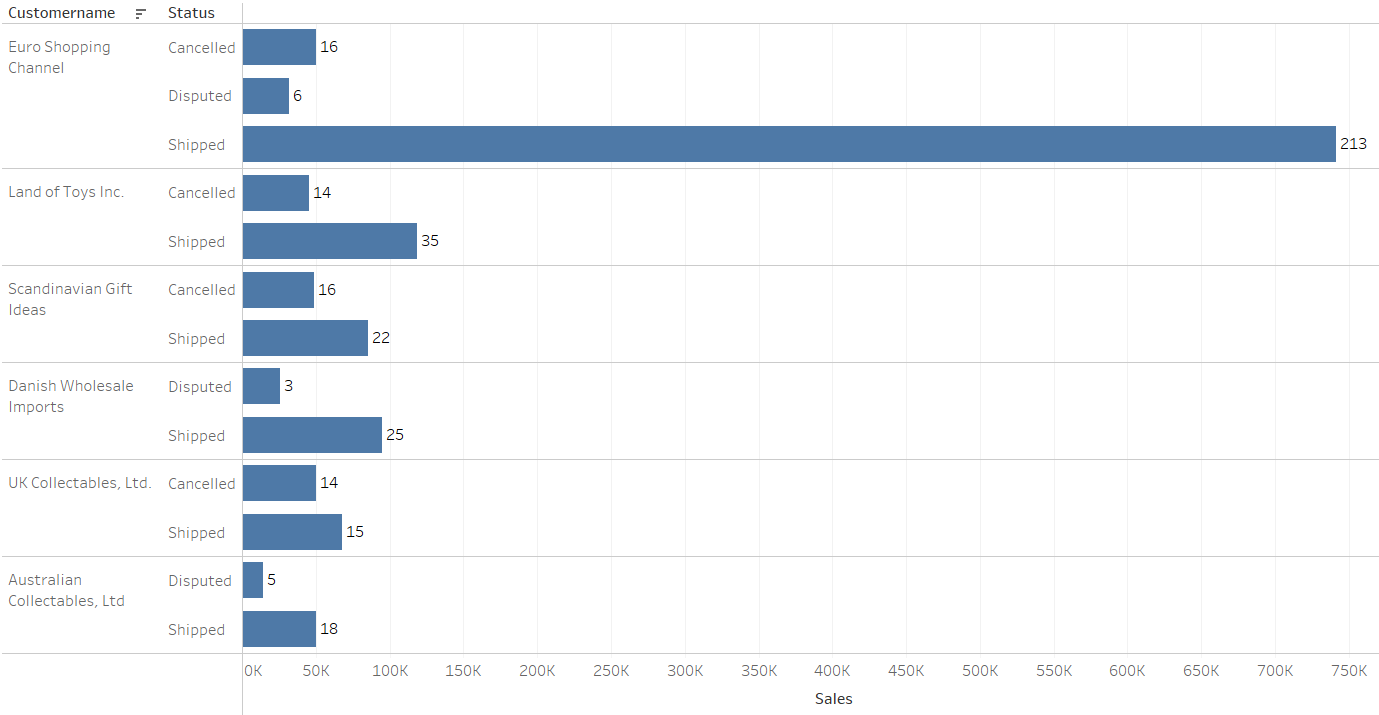 Customername Status
Euro Shopping Cancelled 16
Channel
Disputed 6
Shipped 213
Land of Toys Inc. Cancelled 14
Shipped 35
Scandinavian Gift Cancelled 16
Ideas
Shipped 22
Danish Wholesale Disputed 3
Imports
Shipped 25
UK Collectables, Ltd. Cancelled 14
Shipped 15
Australian Disputed 5
Collectables, Ltd
Shipped 18
0K 50K 100K 150K 200K 250K 300K 350K 400K 450K 500K 550K 600K 650K 700K 750K
Sales